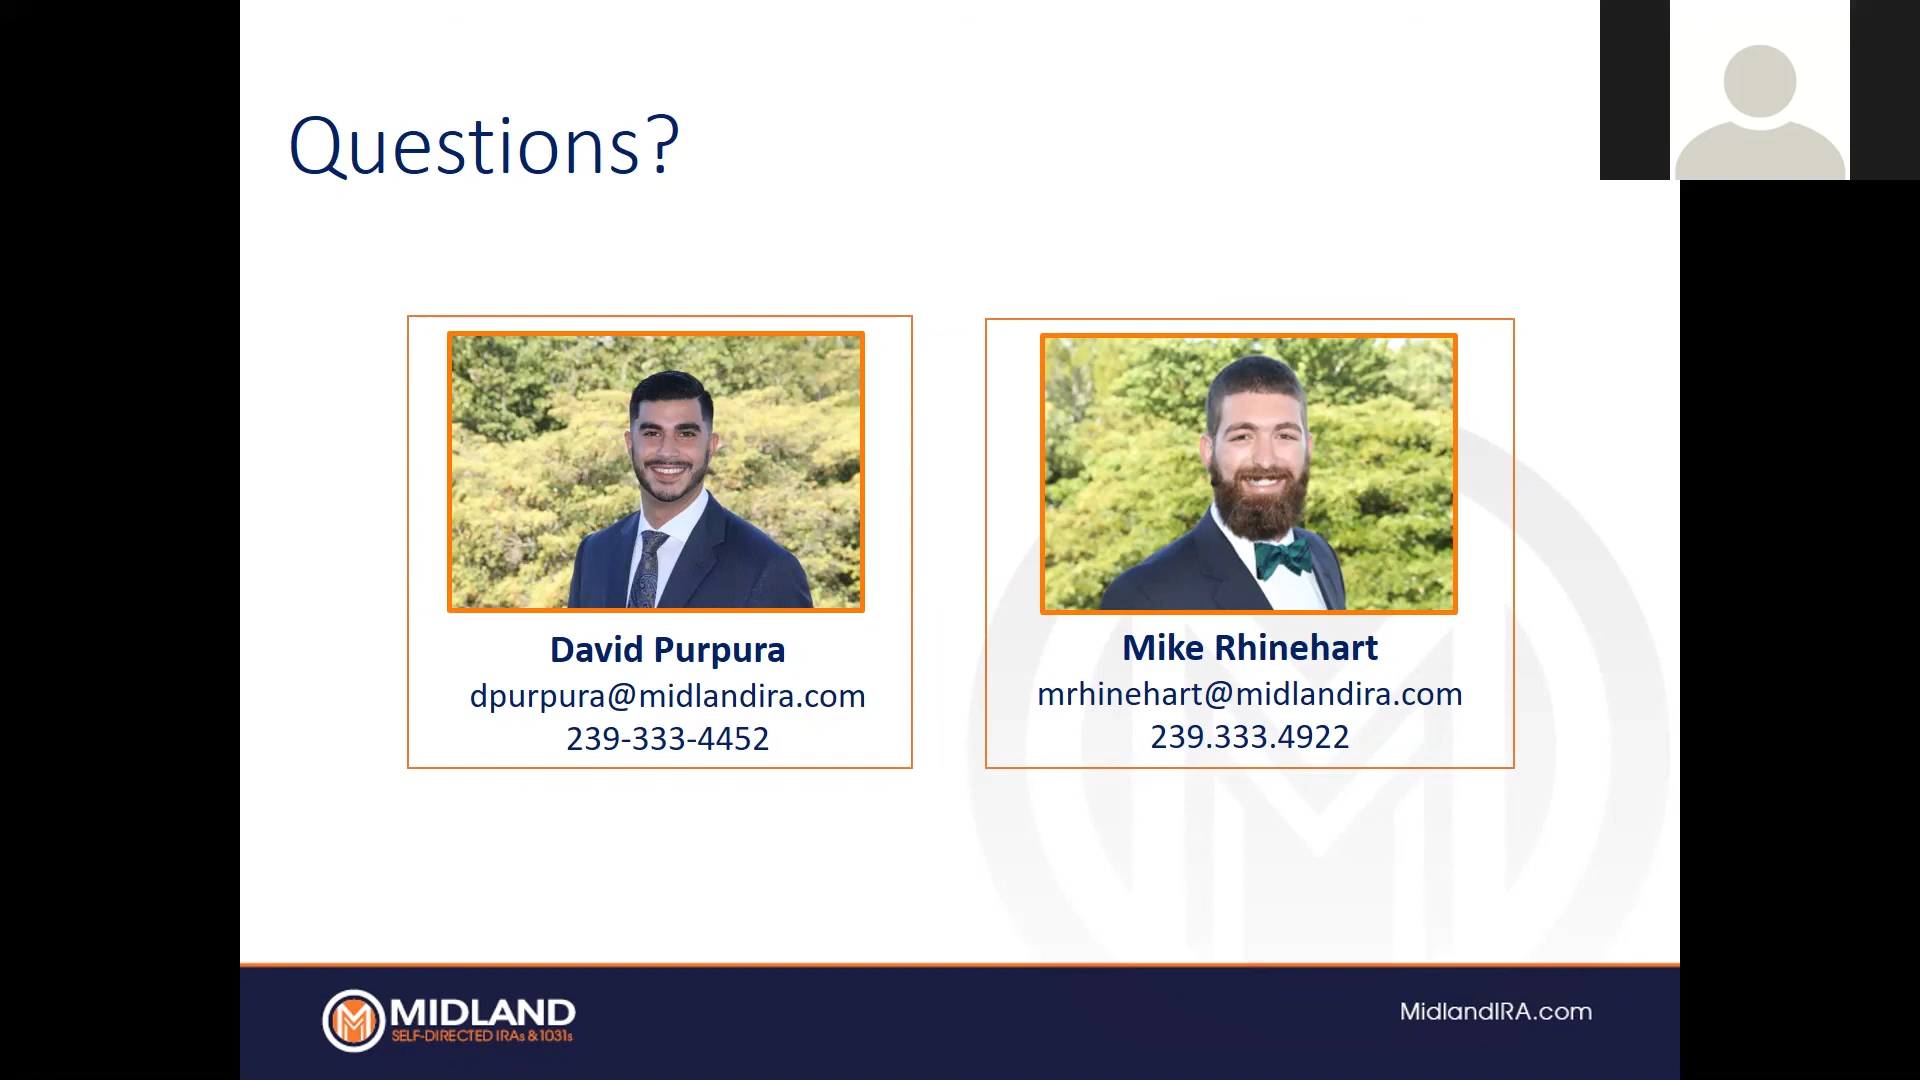 Questions?
David Purpura
dpurpura@midlandira.com
239-333-4452
Mike Rhinehart
mrhinehart@midlandira.com
239.333.4922
MIDLAND
SELF-DIRECTED IRAs & 1031s
MidlandIRA.com